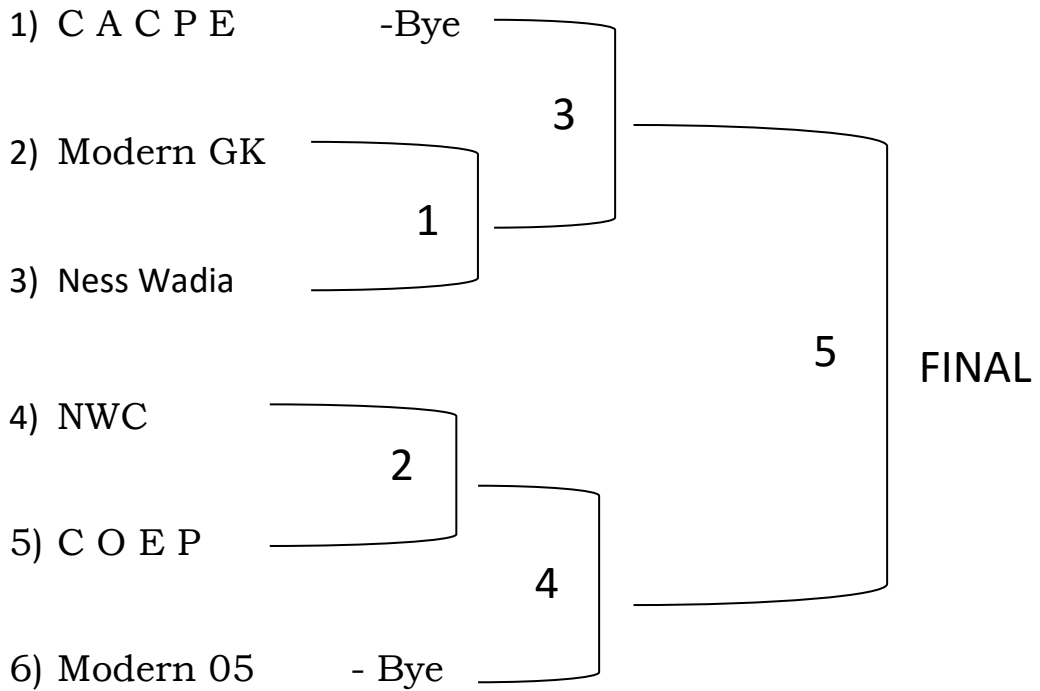 1) C A C P E -Bye
3
2) Modern GK
1
3) Ness Wadia
5
FINAL
4) NWC
2
5) C O E P
4
6) Modern 05 - Bye